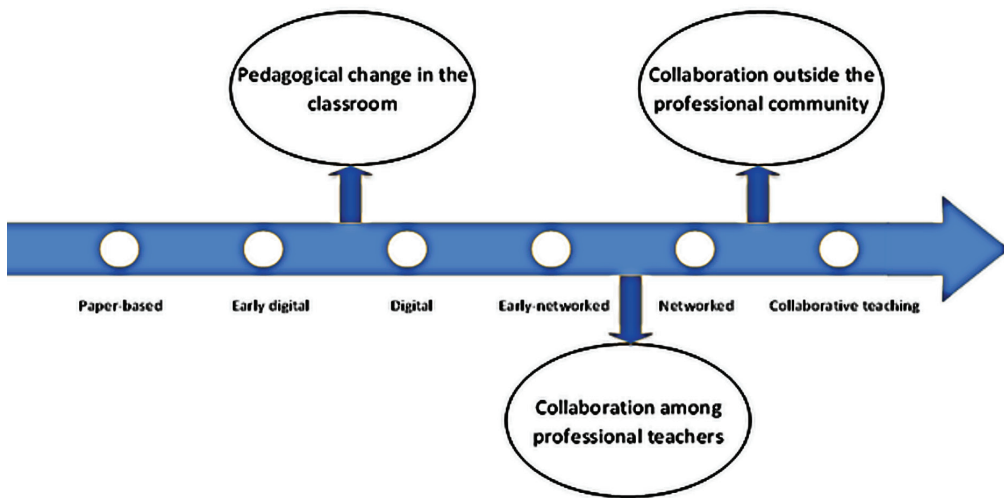 Pedagogical change in the
classroom
Collaboration outside the
professional community
Paper-based
Early digital
Digital
Early-networked
Networked
Collaborative teaching
Collaboration among
professional teachers